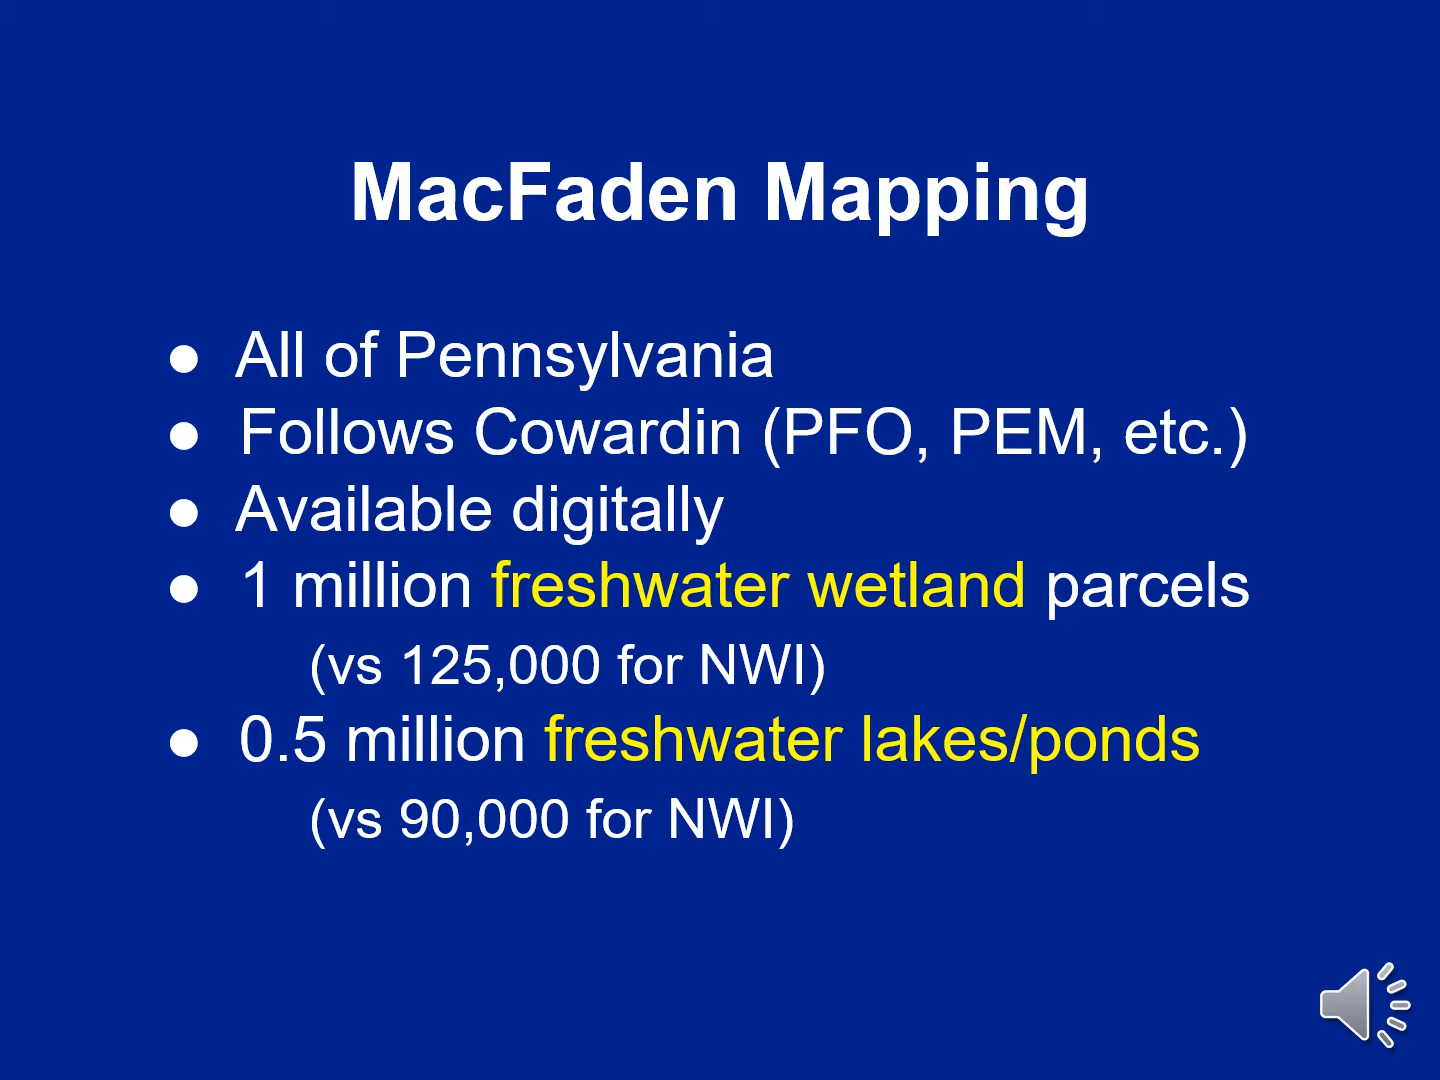 MacFaden Mapping
● All of Pennsylvania
● Follows Cowardin (PFO, PEM, etc.)
● Available digitally
● 1 million freshwater wetland parcels
(vs 125,000 for NWI)
● 0.5 million freshwater lakes/ponds
(vs 90,000 for NWI)